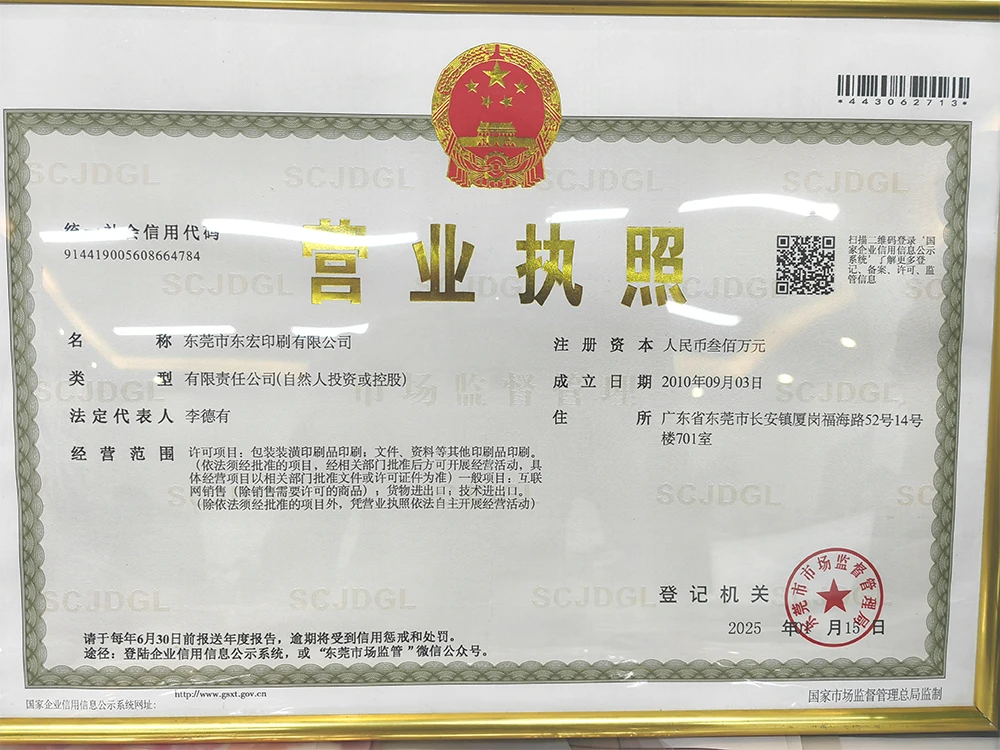 *443062713*
统一社会信用代码
914419005608664784
营业执照
扫描二维码登录‘国
家企业信用信息公示
系统’了解更多登
记、备案、许可、监
管信息
名 称 东莞市东宏印刷有限公司
类 型 有限责任公司(自然人投资或控股)
法定代表人 李德有
经营范围 许可项目：包装装潢印刷品印刷；文件、资料等其他印刷品印刷。
（依法须经批准的项目，经相关部门批准后方可开展经营活动，具
体经营项目以相关部门批准文件或许可证件为准）一般项目：互联
网销售（除销售需要许可的商品）；货物进出口；技术进出口。
（除依法须经批准的项目外，凭营业执照依法自主开展经营活动）
注册资本 人民币叁佰万元
成立日期 2010年09月03日
住 所 广东省东莞市长安镇厦岗福海路52号14号
楼701室
市场监督管理
SCJDGL
登记机关
东莞市市场监督管理局
2025 年 月15日
请于每年6月30日前报送年度报告，逾期将受到信用惩戒和处罚。
途径：登陆企业信用信息公示系统，或“东莞市场监管”微信公众号。
http://www.gsxt.gov.cn
国家企业信用信息公示系统网址：
国家市场监督管理总局监制